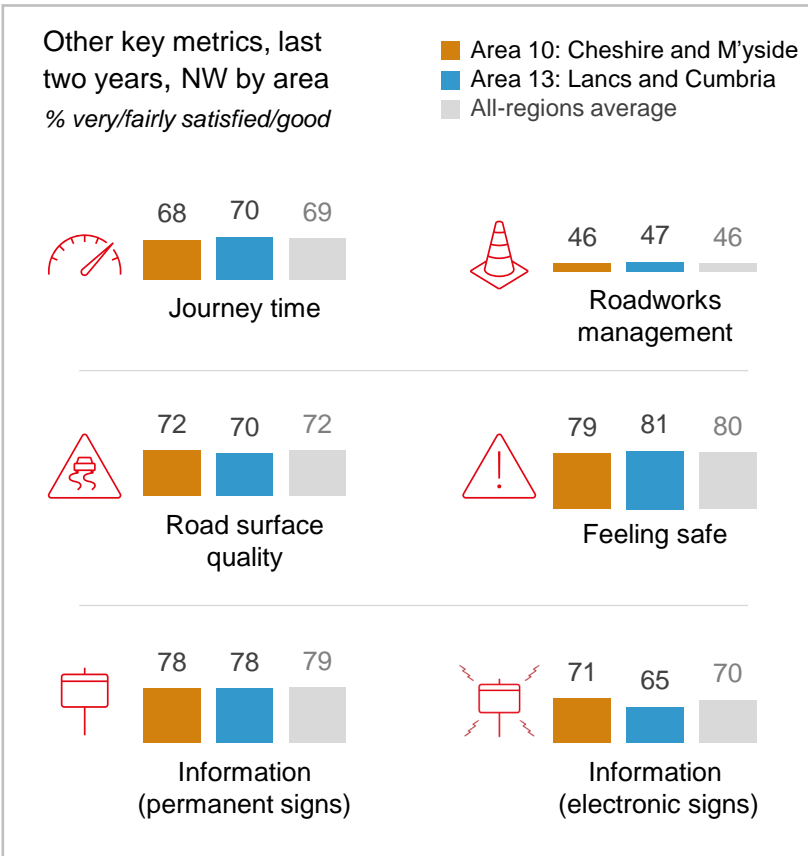 Other key metrics, last
two years, NW by area
% very/fairly satisfied/good
Area 10: Cheshire and M'yside
Area 13: Lancs and Cumbria
All-regions average
68 70 69
Journey time
46 47 46
Roadworks
management
72 70 72
Road surface
quality
79 81 80
Feeling safe
78 78 79
Information
(permanent signs)
71 65 70
Information
(electronic signs)